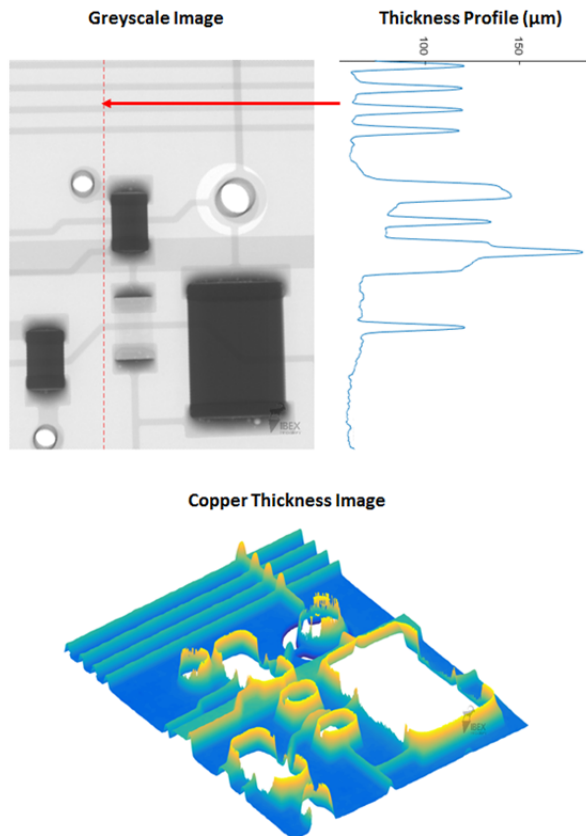 Greyscale Image
Thickness Profile (µm)
100 150
IBEX
Copper Thickness Image
IBEX